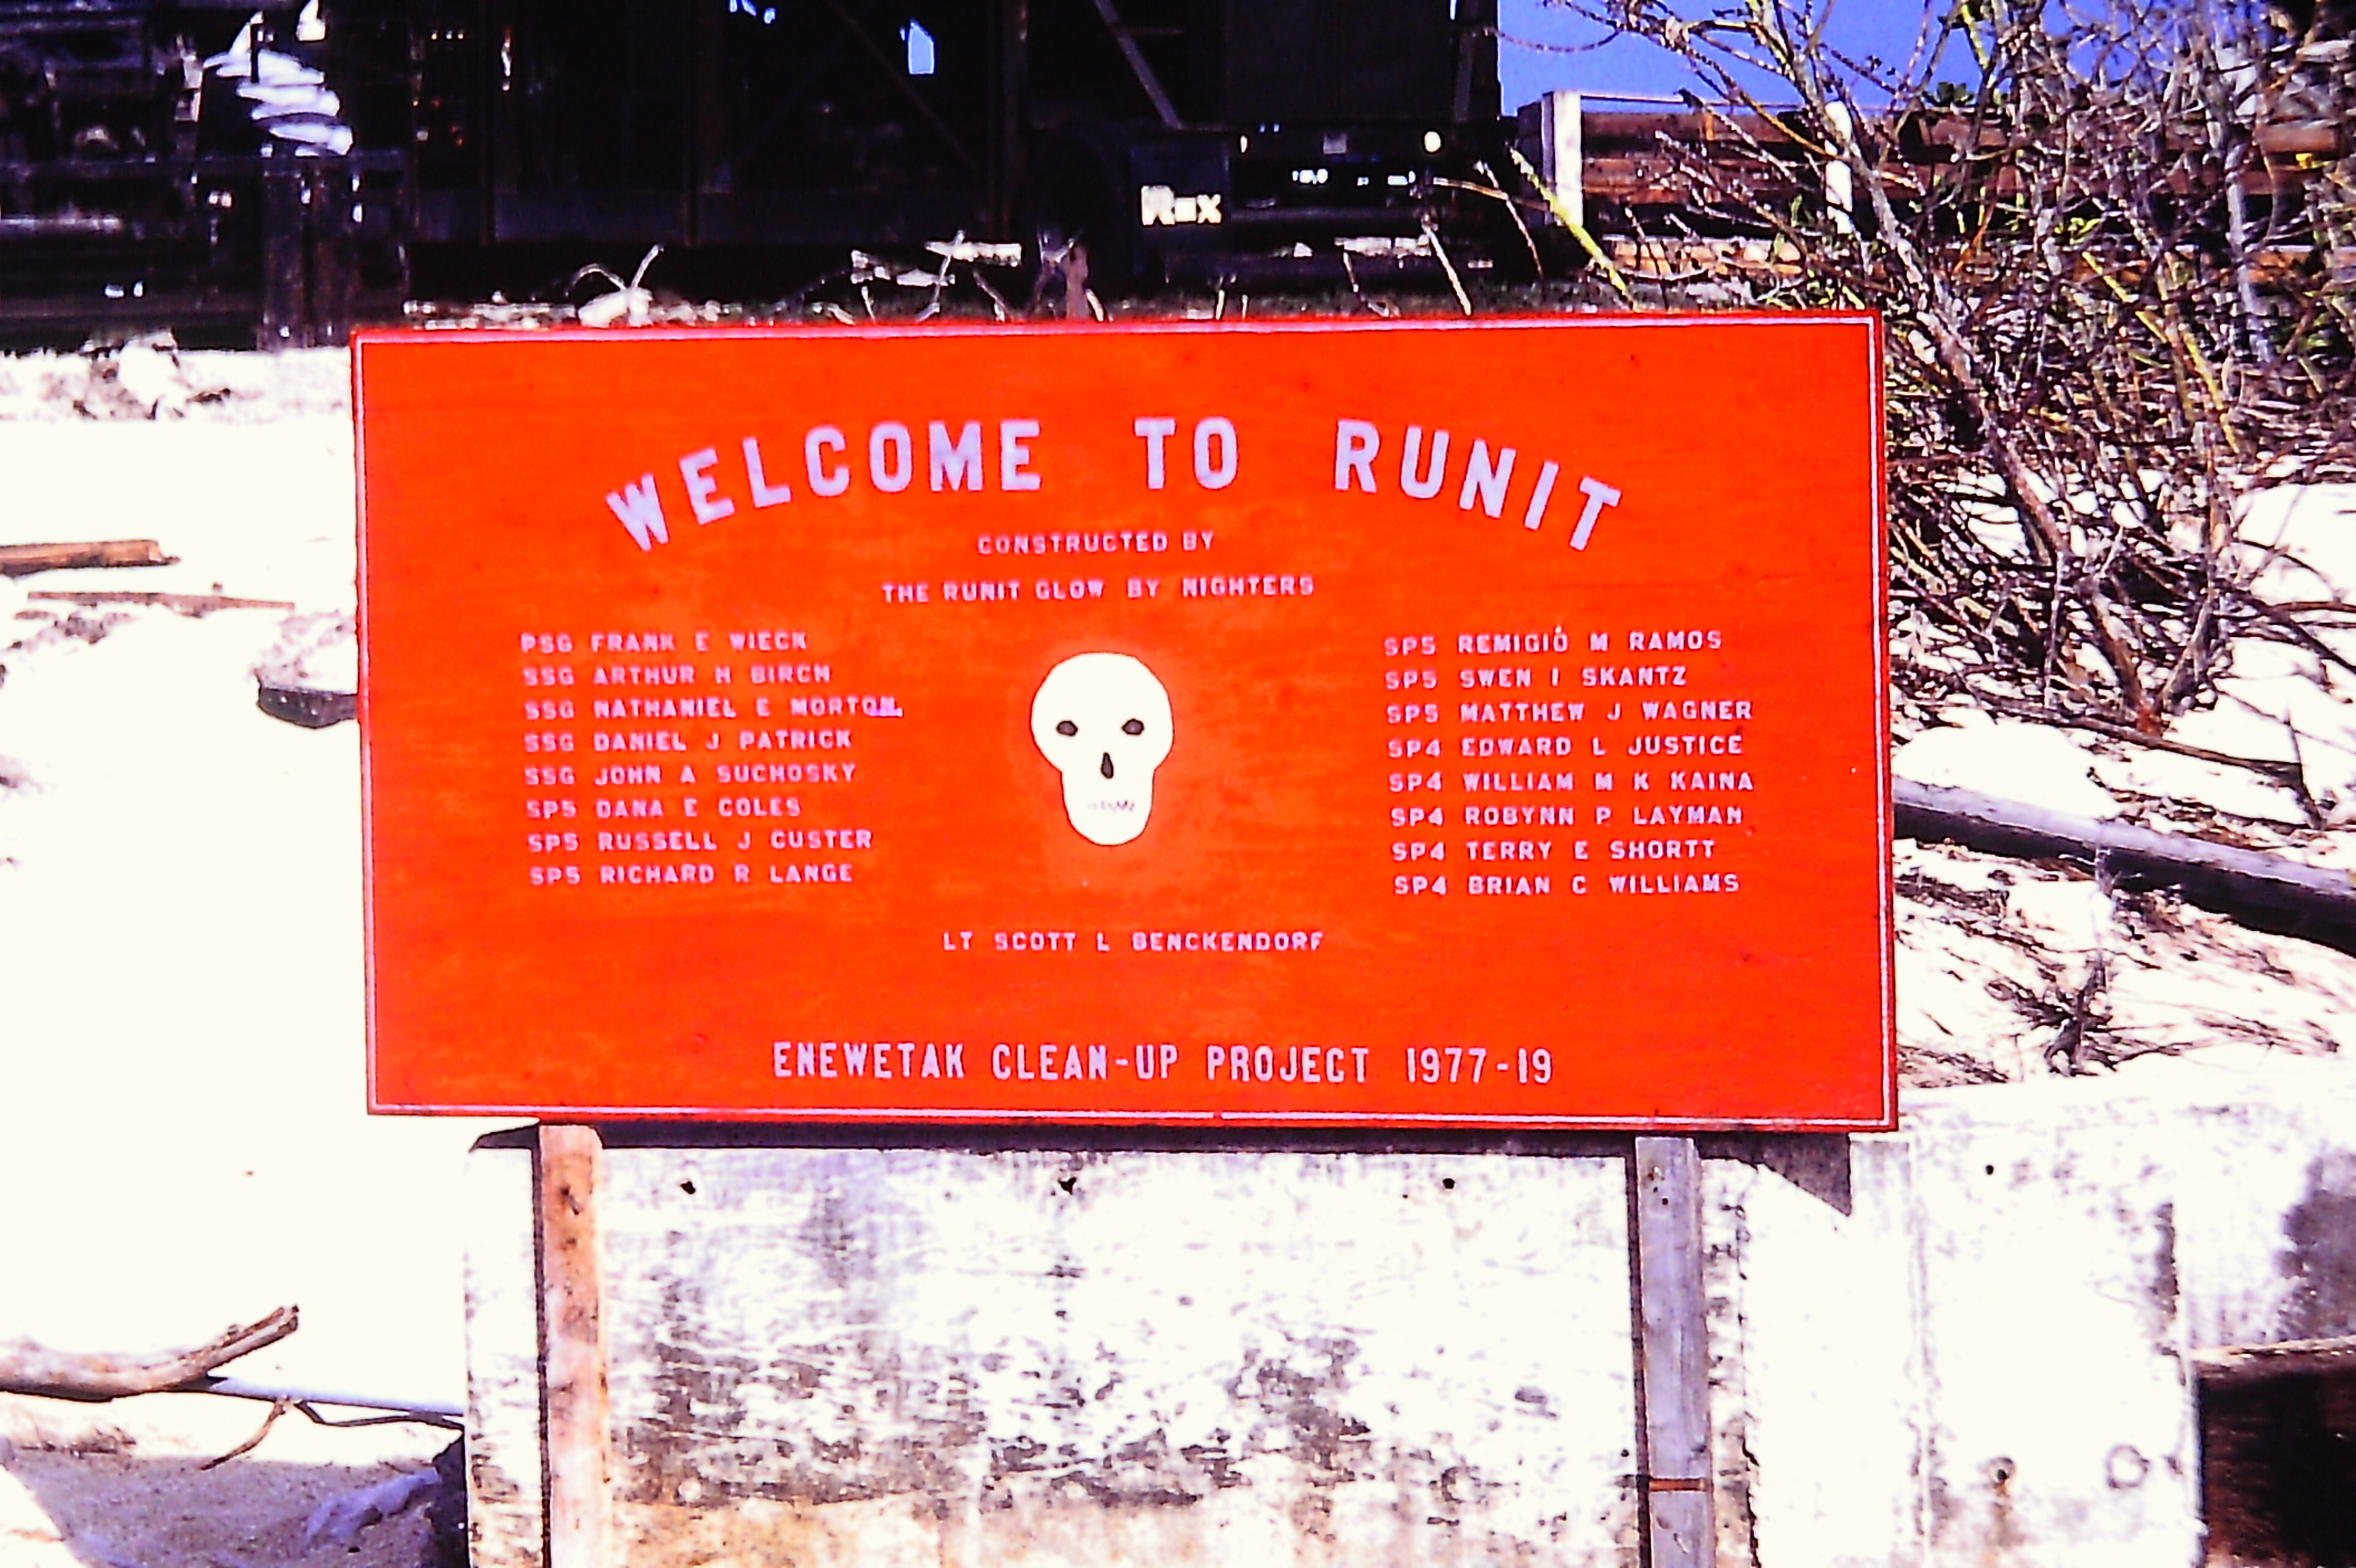 Rex
WELCOME TO RUNIT
CONSTRUCTED BY
THE RUNIT GLOW BY NIGHTERS
PSG FRANK E WIECK
SSG ARTHUR H BIRCH
SSG NATHANIEL E MORTON
SSG DANIEL J PATRICK
SSG JOHN A SUCHOSKY
SP5 DANA E COLES
SP5 RUSSELL J CUSTER
SP5 RICHARD R LANGE
SP5 REMIGIO M RAMOS
SP5 SWEN I SKANTZ
SP5 MATTHEW J WAGNER
SP4 EDWARD L JUSTICE
SP4 WILLIAM M K KAINA
SP4 ROBYNN P LAYMAN
SP4 TERRY E SHORTT
SP4 BRIAN C WILLIAMS
LT SCOTT L BENCKENDORF
ENEWETAK CLEAN-UP PROJECT 1977-19